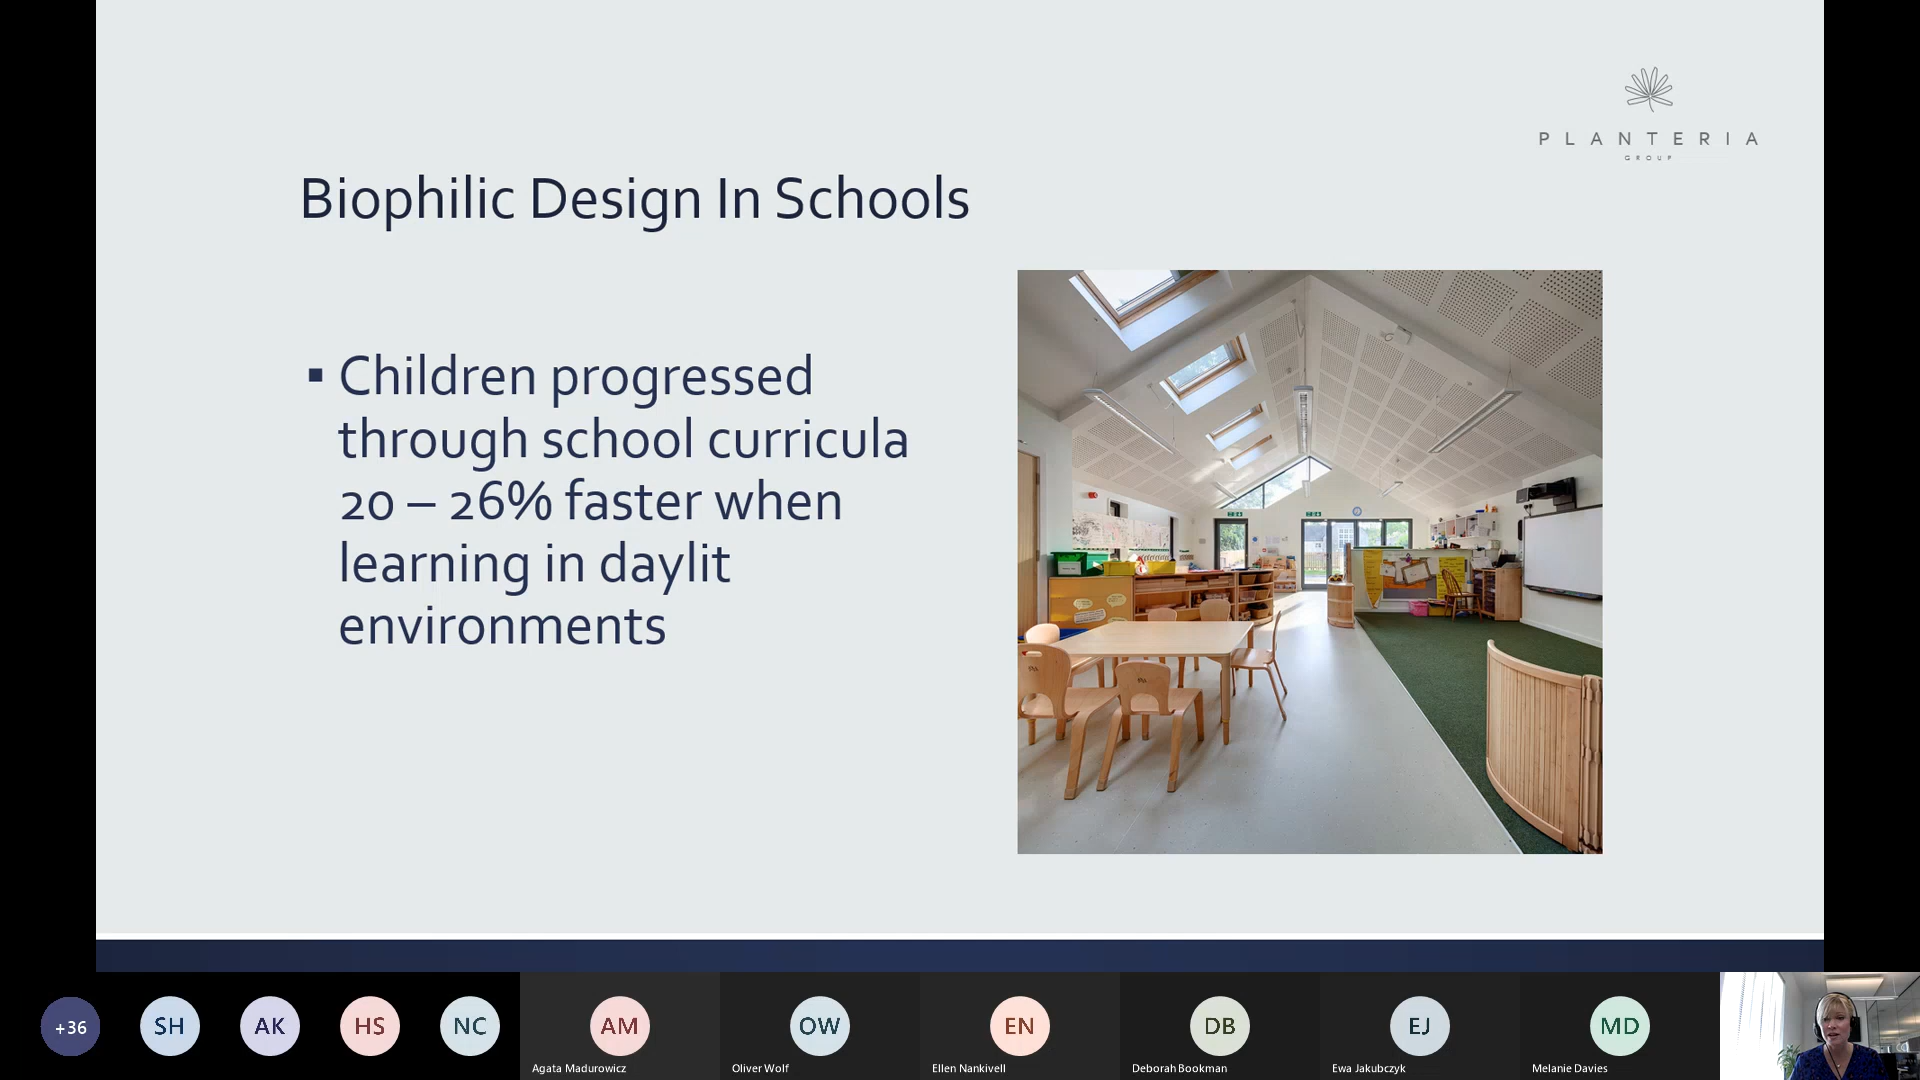 PLANTERIA
GROUP
Biophilic Design In Schools
▪ Children progressed
through school curricula
20 – 26% faster when
learning in daylit
environments
+36
SH
AK
HS
NC
AM
OW
EN
DB
EJ
MD
Agata Madurowicz
Oliver Wolf
Ellen Nankivell
Deborah Bookman
Ewa Jakubczyk
Melanie Davies